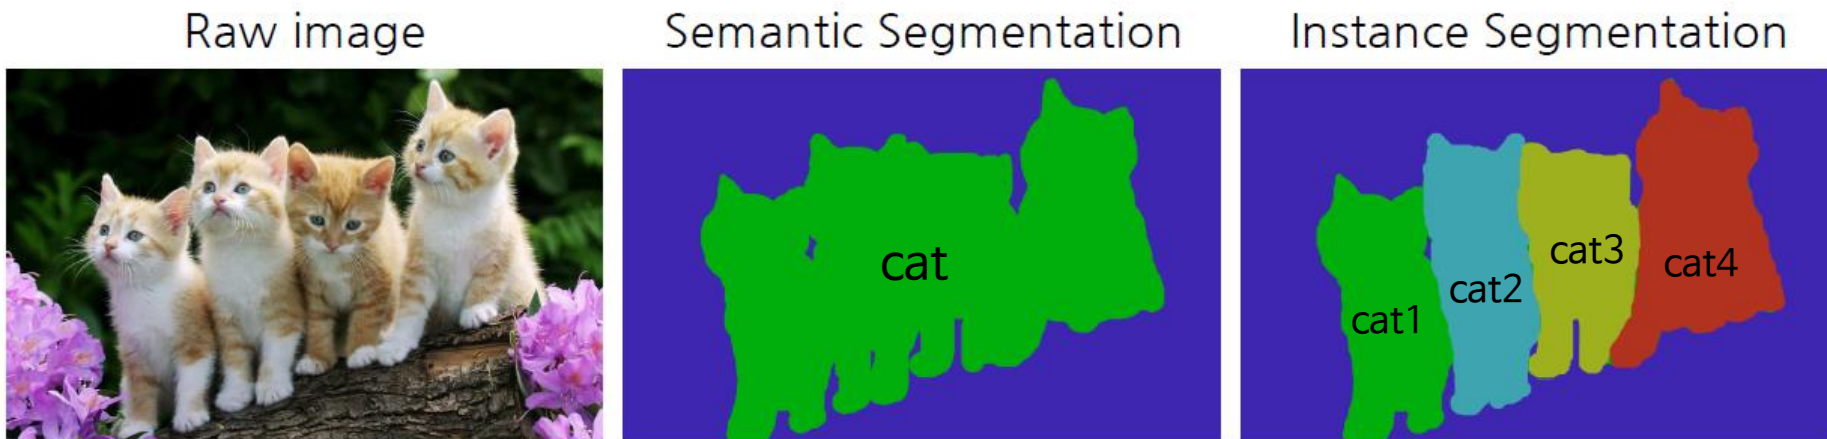 Raw image
Semantic Segmentation
Instance Segmentation
cat
cat1
cat2
cat3
cat4